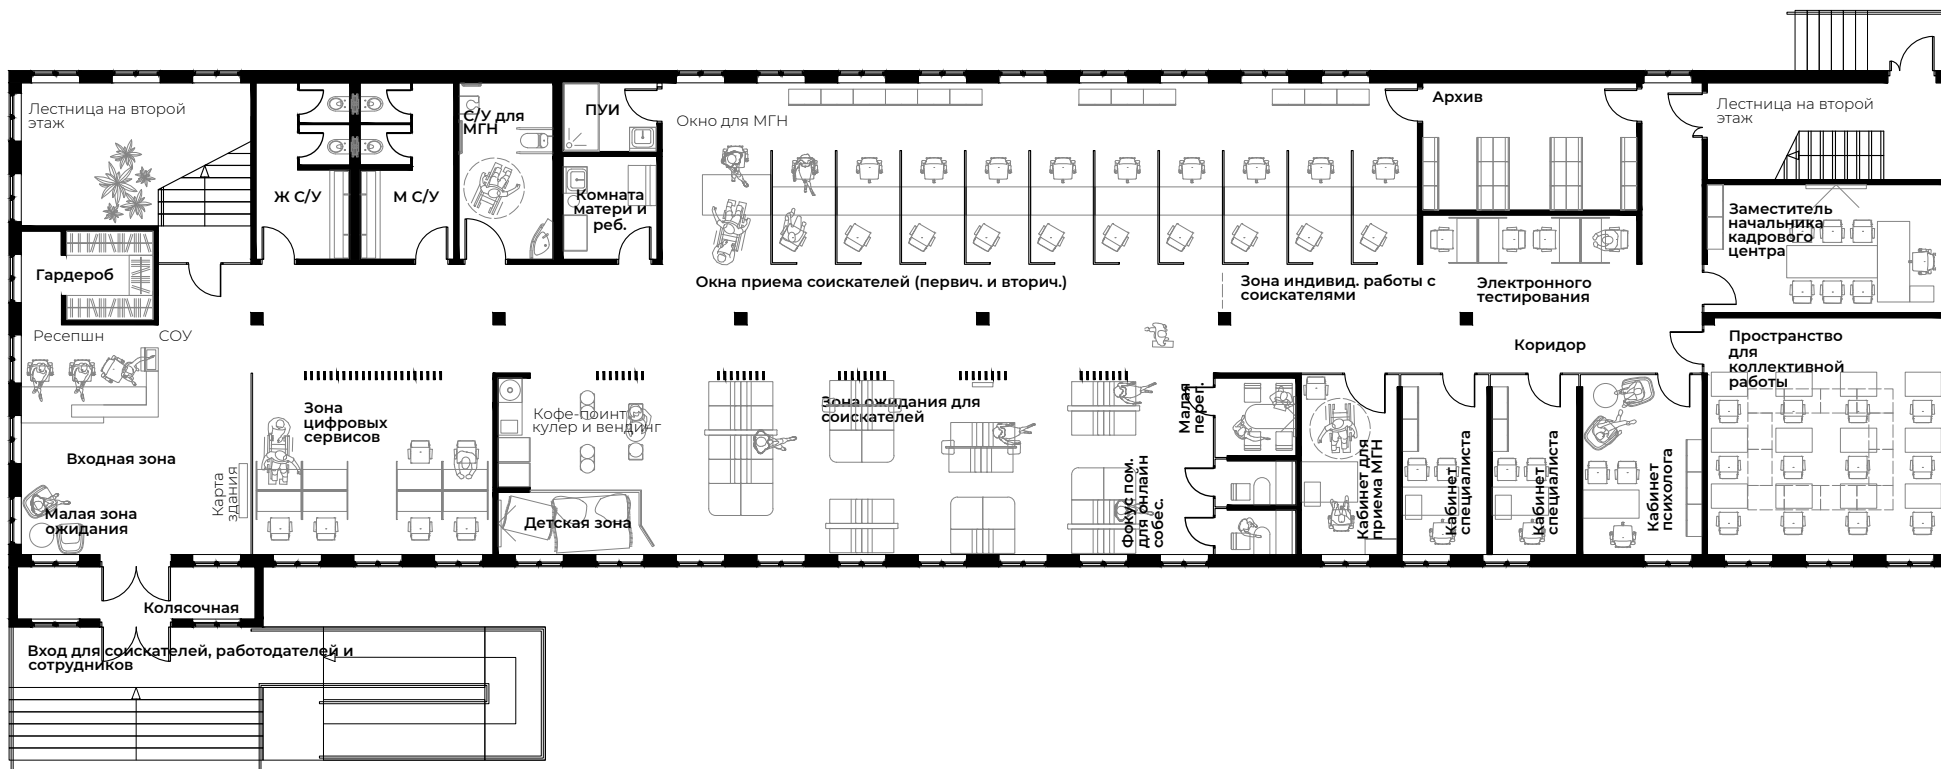 Лестница на второй
этаж
С/У для
МГН
ПУИ
Окно для МГН
Архив
Лестница на второй
этаж
Ж С/У
М С/У
Комната
матери и
реб.
Заместитель
начальника
кадрового
центра
Гардероб
Окна приема соискателей (первич. и вторич.)
Зона индивид. работы с
соискателями
Электронного
тестирования
Ресепшн
СОУ
Коридор
Пространство
для
коллективной
работы
Зона
цифровых
сервисов
Кофе-поинт,
кулер и вендинг
Зона ожидания для
соискателей
Малая
перег.
Входная зона
Карта
здания
Малая зона
ожидания
Детская зона
Фокус пом.
для онлайн
собес.
Кабинет для
приема МГН
Кабинет
специалиста
Кабинет
специалиста
Кабинет
психолога
Колясочная
Вход для соискателей, работодателей и
сотрудников